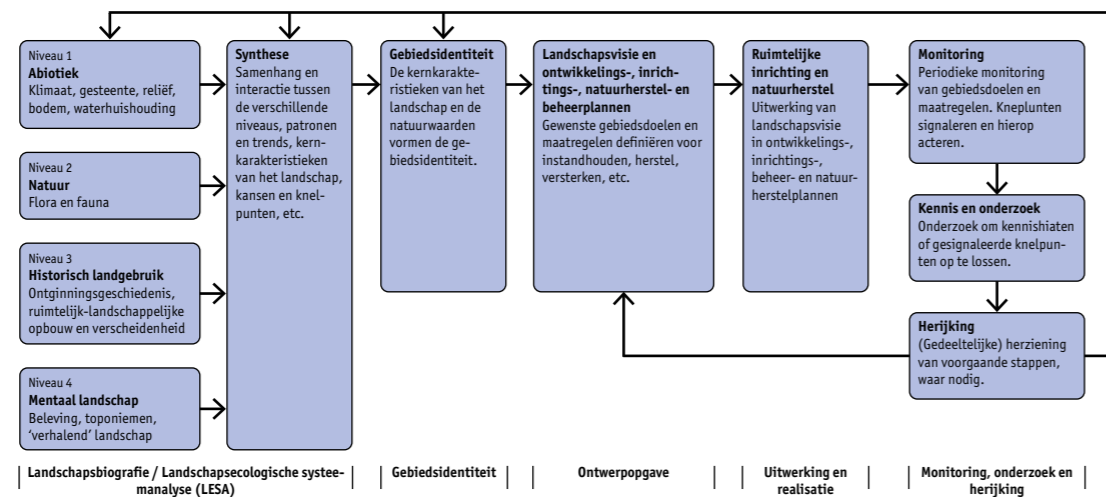 Niveau 1
Abiotiek
Klimaat, gesteente, reliëf,
bodem, waterhuishouding
Niveau 2
Natuur
Flora en fauna
Niveau 3
Historisch landgebruik
Ontginningsgeschiedenis,
ruimtelijk-landschappelijke
opbouw en verscheidenheid
Niveau 4
Mentaal landschap
Beleving, toponiemen,
‘verhalend’ landschap
Synthese
Samenhang en
interactie tussen
de verschillende
niveaus, patronen
en trends, kern-
karakteristieken
van het landschap,
kansen en knel-
punten, etc.
Gebiedsidentiteit
De kernkarakte-
ristieken van het
landschap en de
natuurwaarden
vormen de ge-
biedsidentiteit.
Landschapsvisie en
ontwikkelings-, inrich-
tings-, natuurherstel- en
beheerplannen
Gewenste gebiedsdoelen en
maatregelen definiëren voor
instandhouden, herstel,
versterken, etc.
Ruimtelijke
inrichting en
natuurherstel
Uitwerking van
landschapsvisie
in ontwikkelings-,
inrichtings-,
beheer- en natuur-
herstelplannen
Monitoring
Periodieke monitoring
van gebiedsdoelen en
maatregelen. Kneplunten
signaleren en hierop
acteren.
Kennis en onderzoek
Onderzoek om kennishiaten
of gesignaleerde knelpun-
ten op te lossen.
Herijking
(Gedeeltelijke) herziening
van voorgaande stappen,
waar nodig.
Landschapsbiografie / Landschapsecologische systee-
manalyse (LESA)
Gebiedsidentiteit
Ontwerpopgave
Uitwerking en
realisatie
Monitoring, onderzoek en
herijking